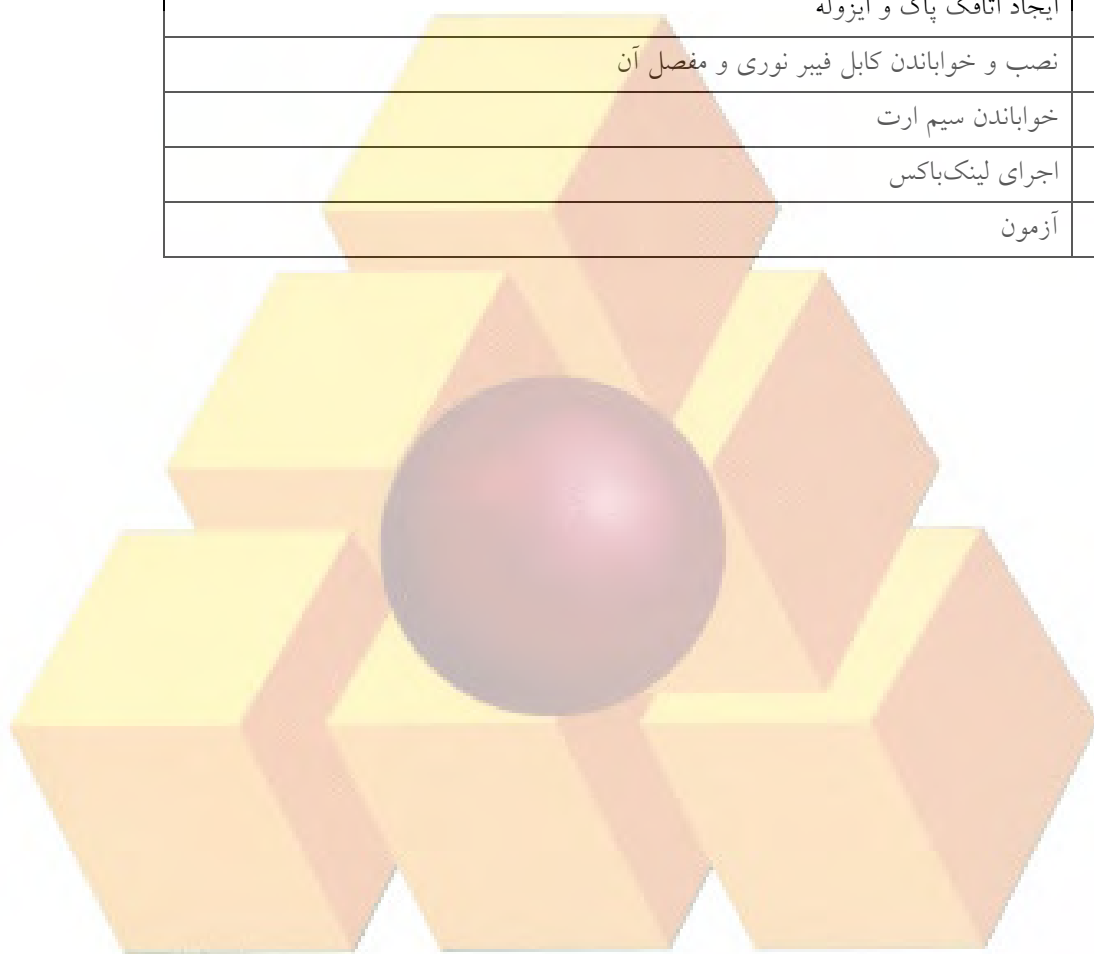 ایجاد اتاقک پاک و ایزوله
نصب و خواباندن کابل فیبر نوری و مفصل آن
خواباندن سیم ارت
اجرای لینک‌باکس
آزمون